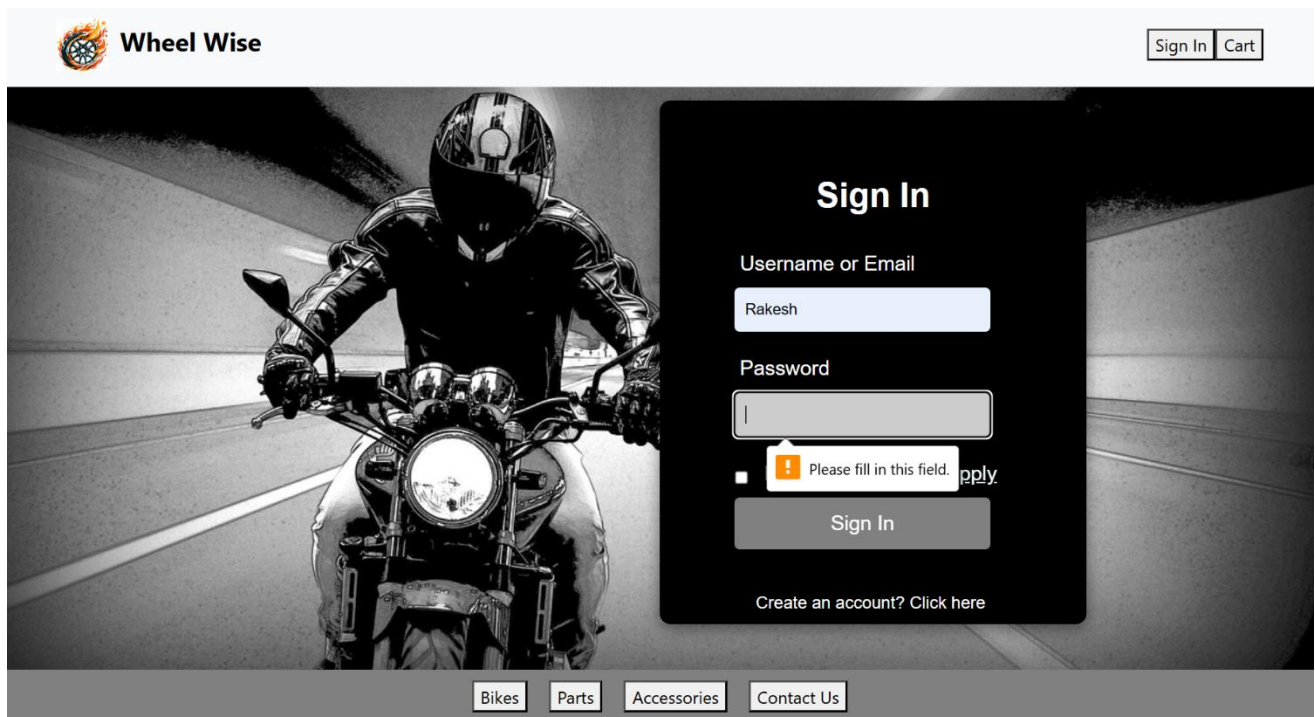 Wheel Wise
Sign In Cart
Sign In
Username or Email
Rakesh
Password
Please fill in this field.
Sign In
Create an account? Click here
Bikes Parts Accessories Contact Us